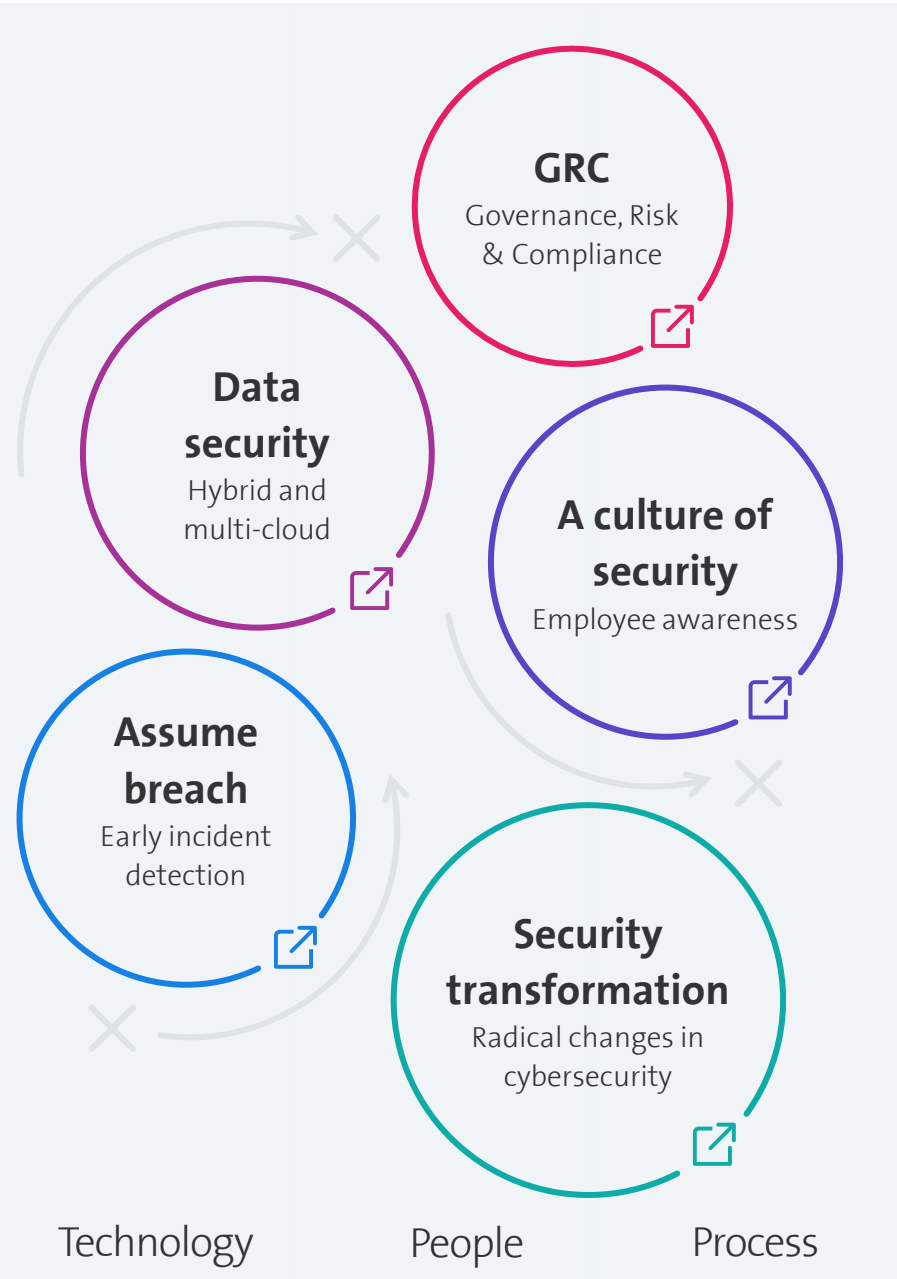 GRC
Governance, Risk
& Compliance
Data
security
Hybrid and
multi-cloud
A culture of
security
Employee awareness
Assume
breach
Early incident
detection
Security
transformation
Radical changes in
cybersecurity
Technology
People
Process